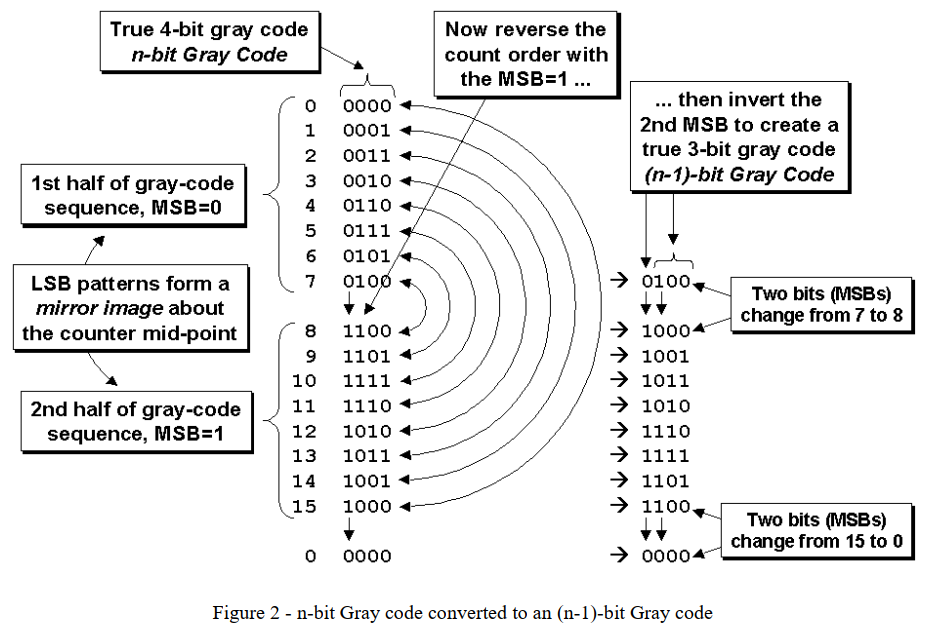 True 4-bit gray code
n-bit Gray Code
Now reverse the
count order with
the MSB=1 ...
... then invert the
2nd MSB to create a
true 3-bit gray code
(n-1)-bit Gray Code
1st half of gray-code
sequence, MSB=0
LSB patterns form a
mirror image about
the counter mid-point
2nd half of gray-code
sequence, MSB=1
0 0000
1 0001
2 0011
3 0010
4 0110
5 0111
6 0101
7 0100 → 0100
8 1100 → 1000
9 1101 → 1001
10 1111 → 1011
11 1110 → 1010
12 1010 → 1110
13 1011 → 1111
14 1001 → 1101
15 1000 → 1100
0 0000 → 0000
Two bits (MSBs)
change from 7 to 8
Two bits (MSBs)
change from 15 to 0
Figure 2 - n-bit Gray code converted to an (n-1)-bit Gray code